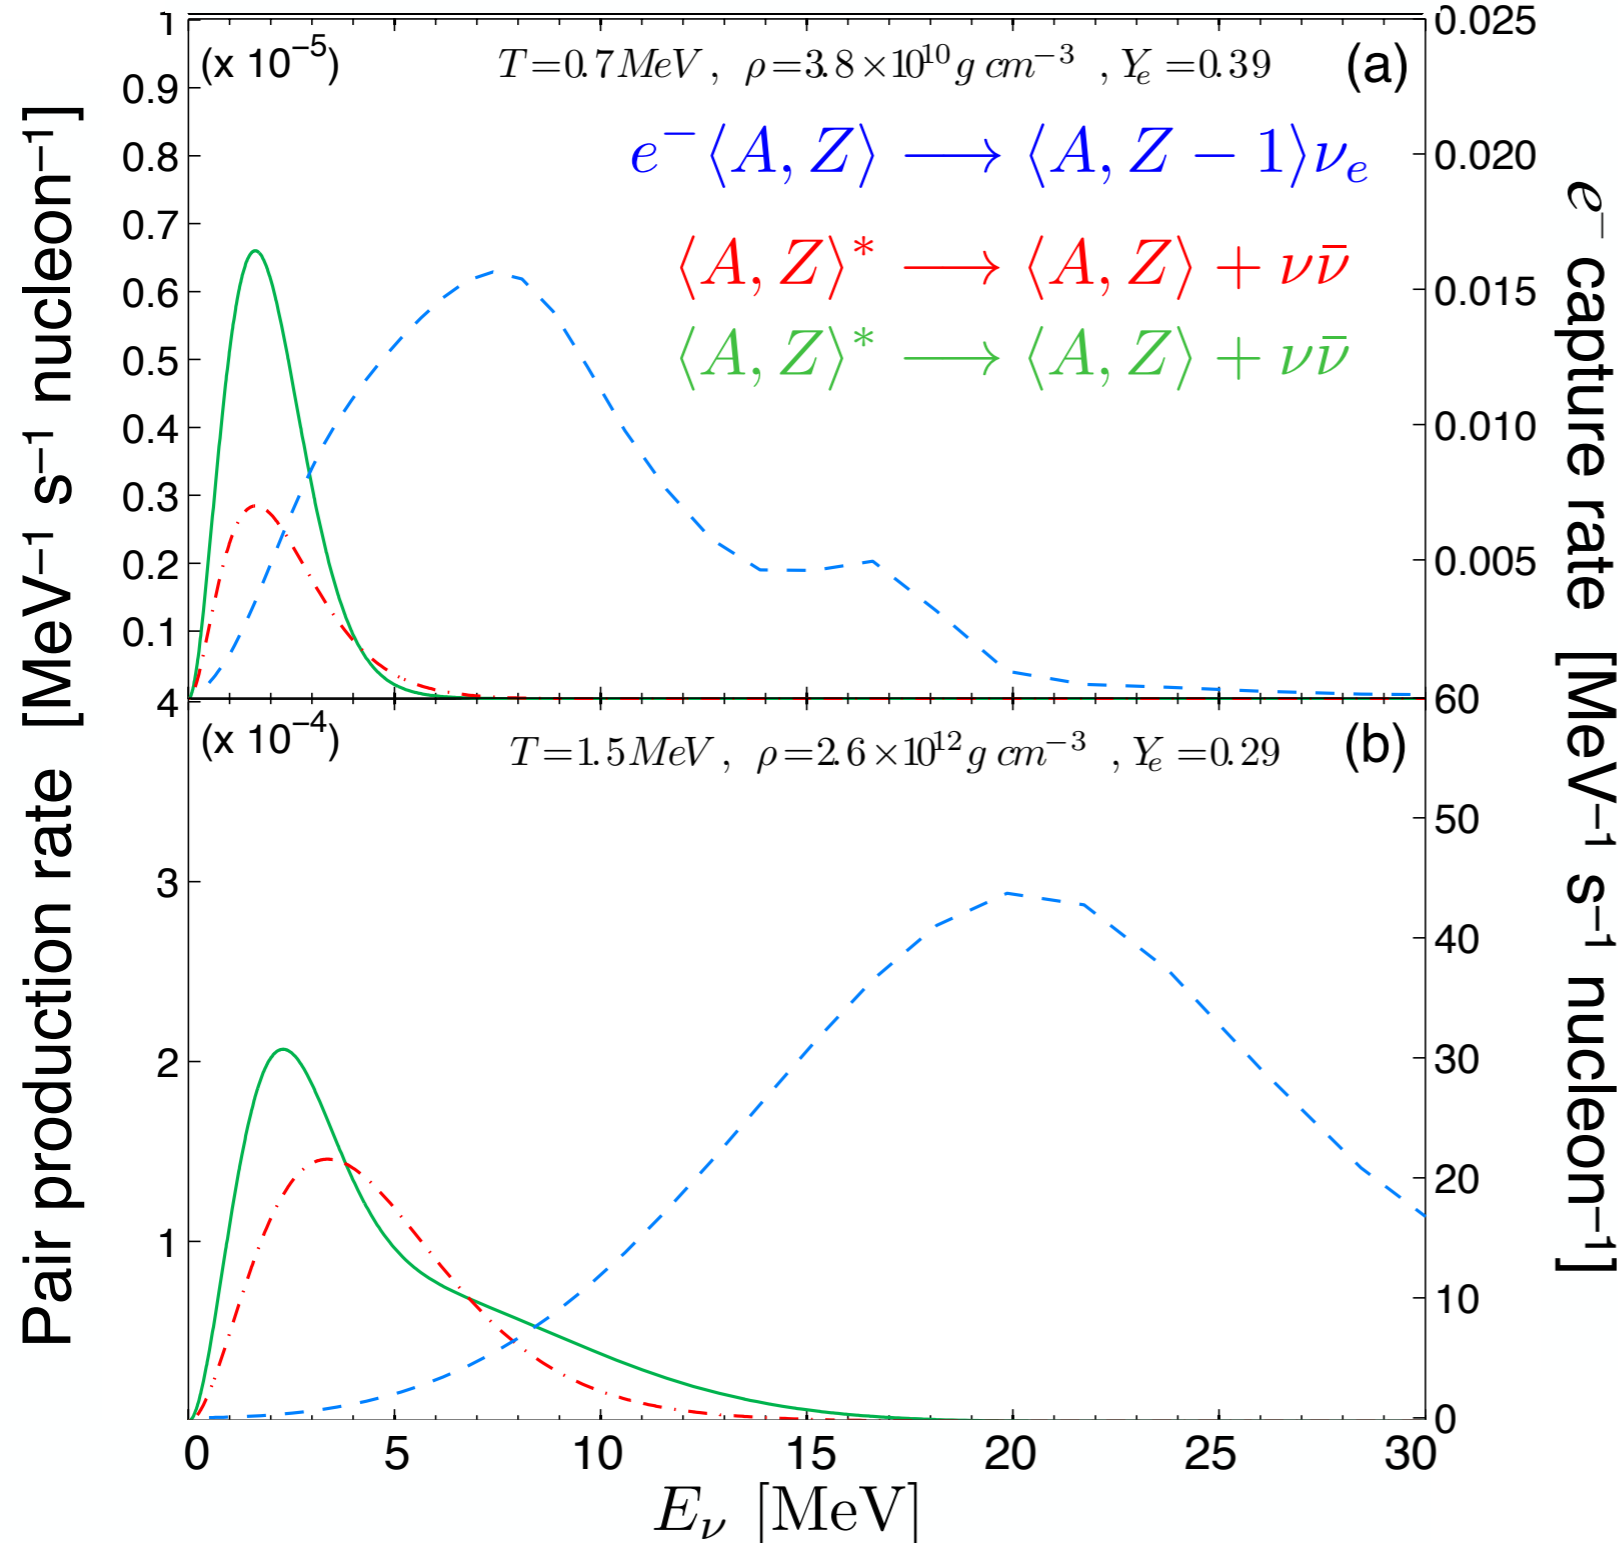 Pair production rate [MeV⁻¹ s⁻¹ nucleon⁻¹]
e⁻ capture rate [MeV⁻¹ s⁻¹ nucleon⁻¹]
1
0.9
0.8
0.7
0.6
0.5
0.4
0.3
0.2
0.1
(x 10⁻⁵)
T=0.7 MeV , ρ=3.8×10¹⁰ g cm⁻³ , Yₑ=0.39
(a)
e⁻⟨A, Z⟩ ⟶ ⟨A, Z − 1⟩νₑ
⟨A, Z⟩* ⟶ ⟨A, Z⟩ + νν̄
⟨A, Z⟩* ⟶ ⟨A, Z⟩ + νν̄
0.025
0.020
0.015
0.010
0.005
4
3
2
1
(x 10⁻⁴)
T=1.5 MeV , ρ=2.6×10¹² g cm⁻³ , Yₑ=0.29
(b)
60
50
40
30
20
10
0
0 5 10 15 20 25 30
E_ν [MeV]